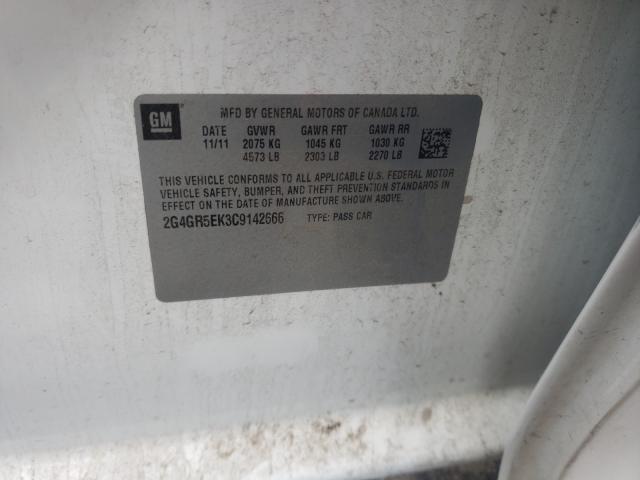 GM
MFD BY GENERAL MOTORS OF CANADA LTD.
DATE GVWR GAWR FRT GAWR RR
11/11 2075 KG 1045 KG 1030 KG
4573 LB 2303 LB 2270 LB
THIS VEHICLE CONFORMS TO ALL APPLICABLE U.S. FEDERAL MOTOR
VEHICLE SAFETY, BUMPER, AND THEFT PREVENTION STANDARDS IN
EFFECT ON THE DATE OF MANUFACTURE SHOWN ABOVE.
2G4GR5EK3C9142666 TYPE: PASS CAR